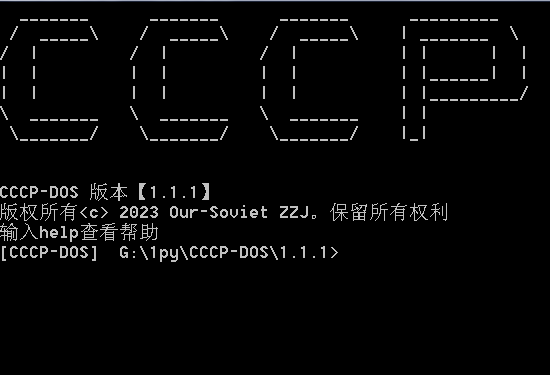 CCCP
CCCP-DOS 版本【1.1.1】
版权所有<c> 2023 Our-Soviet ZZJ。保留所有权利
输入help查看帮助
[CCCP-DOS]  G:\1py\CCCP-DOS\1.1.1>